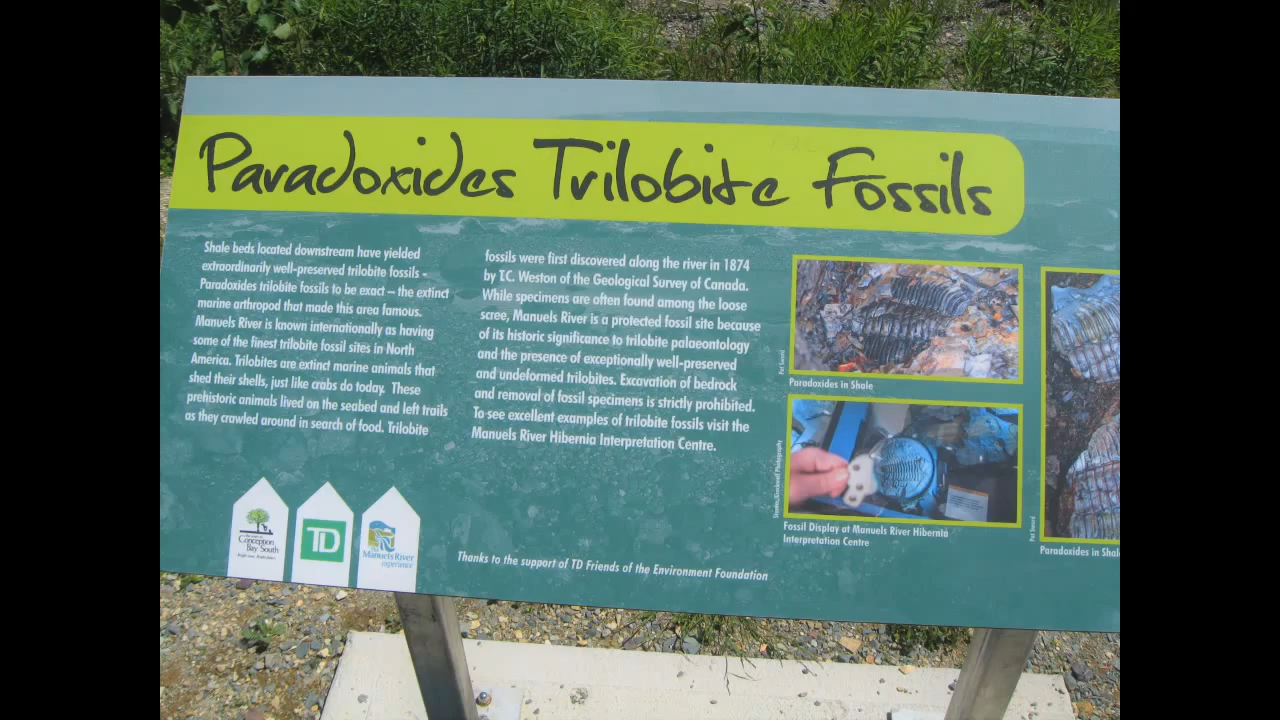 Paradoxides Trilobite Fossils
Shale beds located downstream have yielded
extraordinarily well-preserved trilobite fossils -
Paradoxides trilobite fossils to be exact – the extinct
marine arthropod that made this area famous.
Manuels River is known internationally as having
some of the finest trilobite fossil sites in North
America. Trilobites are extinct marine animals that
shed their shells, just like crabs do today. These
prehistoric animals lived on the seabed and left trails
as they crawled around in search of food. Trilobite
fossils were first discovered along the river in 1874
by T.C. Weston of the Geological Survey of Canada.
While specimens are often found among the loose
scree, Manuels River is a protected fossil site because
of its historic significance to trilobite palaeontology
and the presence of exceptionally well-preserved
and undeformed trilobites. Excavation of bedrock
and removal of fossil specimens is strictly prohibited.
To see excellent examples of trilobite fossils visit the
Manuels River Hibernia Interpretation Centre.
Paradoxides in Shale
Fossil Display at Manuels River Hibernia
Interpretation Centre
Paradoxides in Shal
Conception
Bay South
TD
Manuels River
experience
Thanks to the support of TD Friends of the Environment Foundation